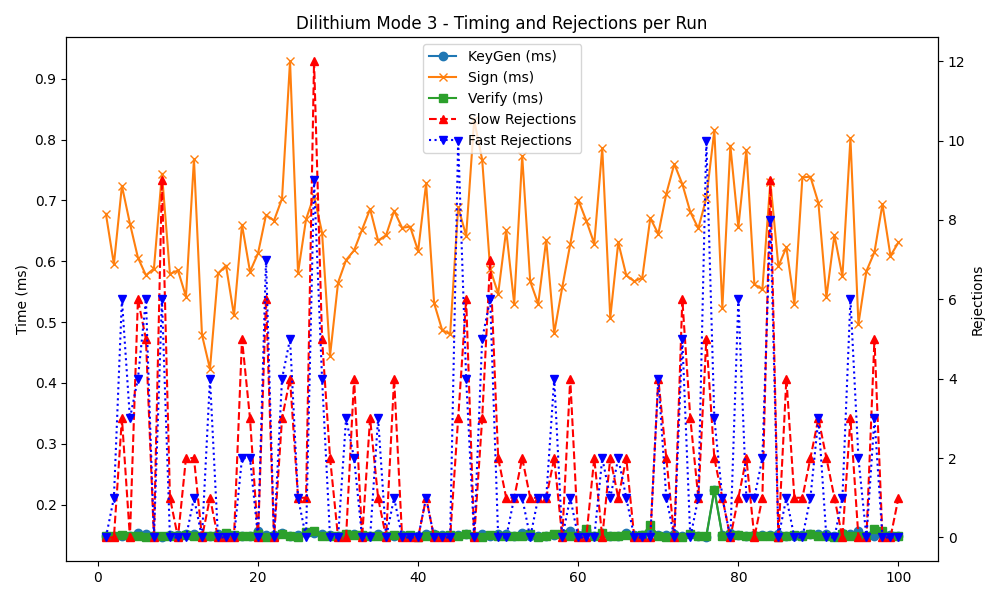 Dilithium Mode 3 - Timing and Rejections per Run
KeyGen (ms)
Sign (ms)
Verify (ms)
Slow Rejections
Fast Rejections
Time (ms)
0.9
0.8
0.7
0.6
0.5
0.4
0.3
0.2
12
10
8
6
4
2
0
Rejections
0 20 40 60 80 100